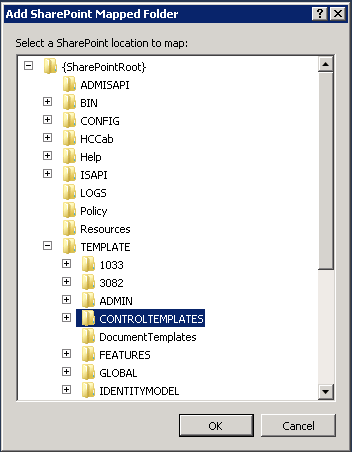 Add SharePoint Mapped Folder
Select a SharePoint location to map:
{SharePointRoot}
ADMISAPI
BIN
CONFIG
HCCab
Help
ISAPI
LOGS
Policy
Resources
TEMPLATE
1033
3082
ADMIN
CONTROLTEMPLATES
DocumentTemplates
FEATURES
GLOBAL
IDENTITYMODEL
OK Cancel